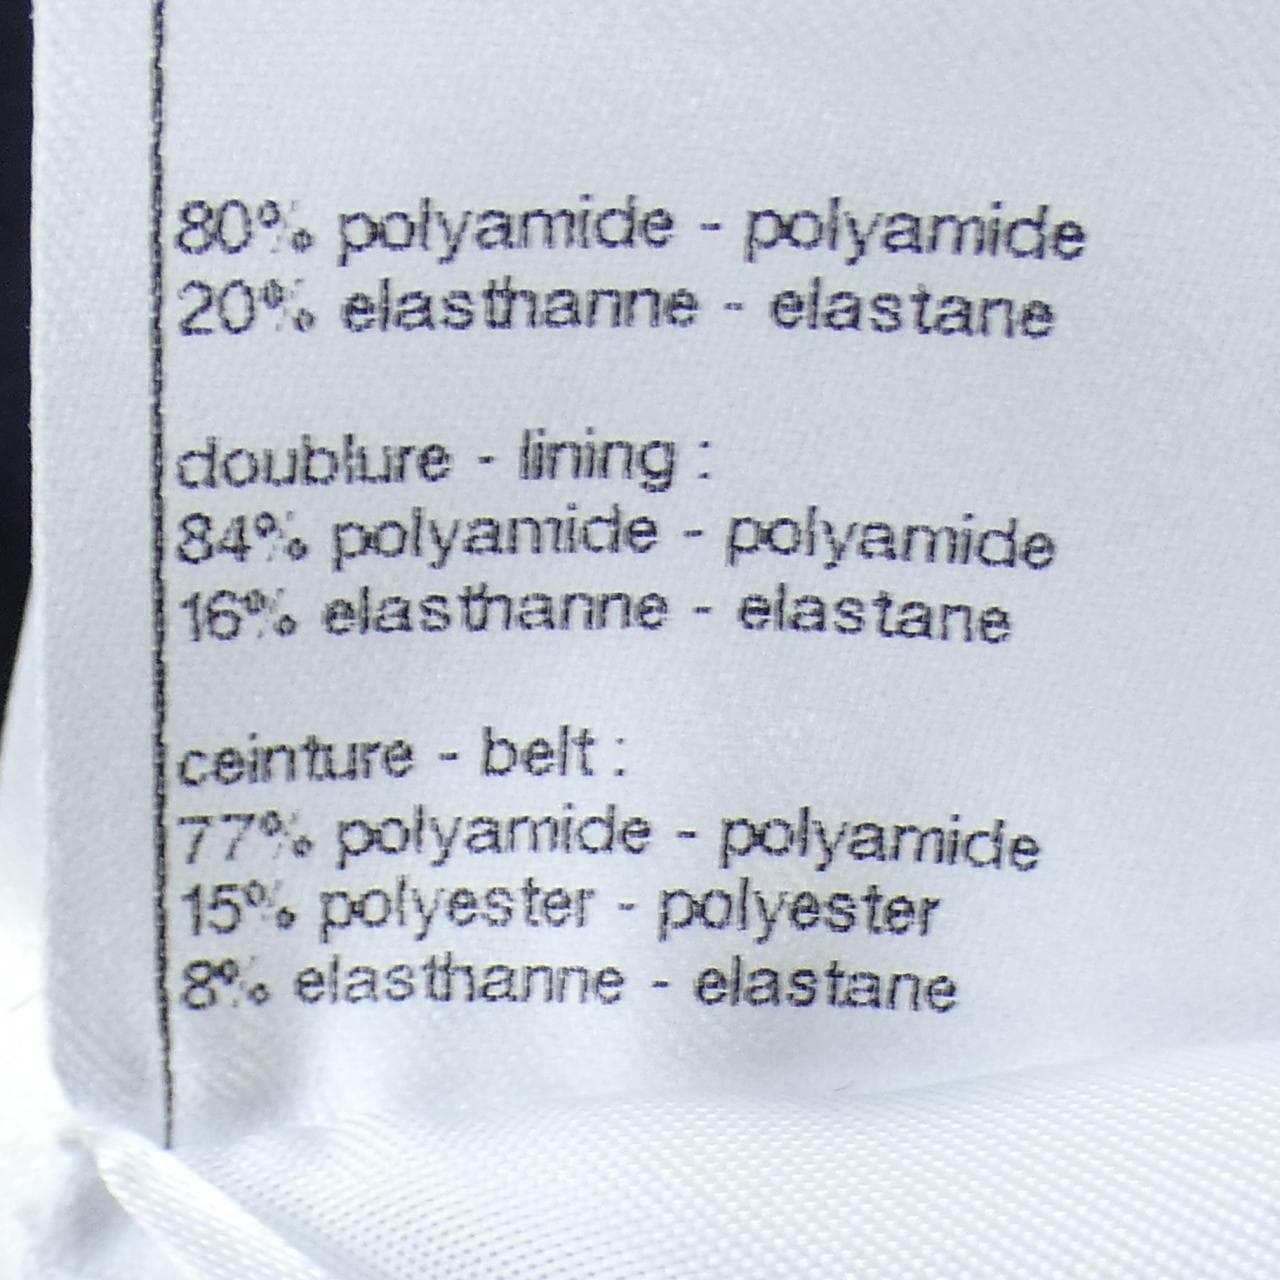 80% polyamide - polyamide
20% elasthanne - elastane
doublure - lining :
84% polyamide - polyamide
16% elasthanne - elastane
ceinture - belt :
77% polyamide - polyamide
15% polyester - polyester
8% elasthanne - elastane